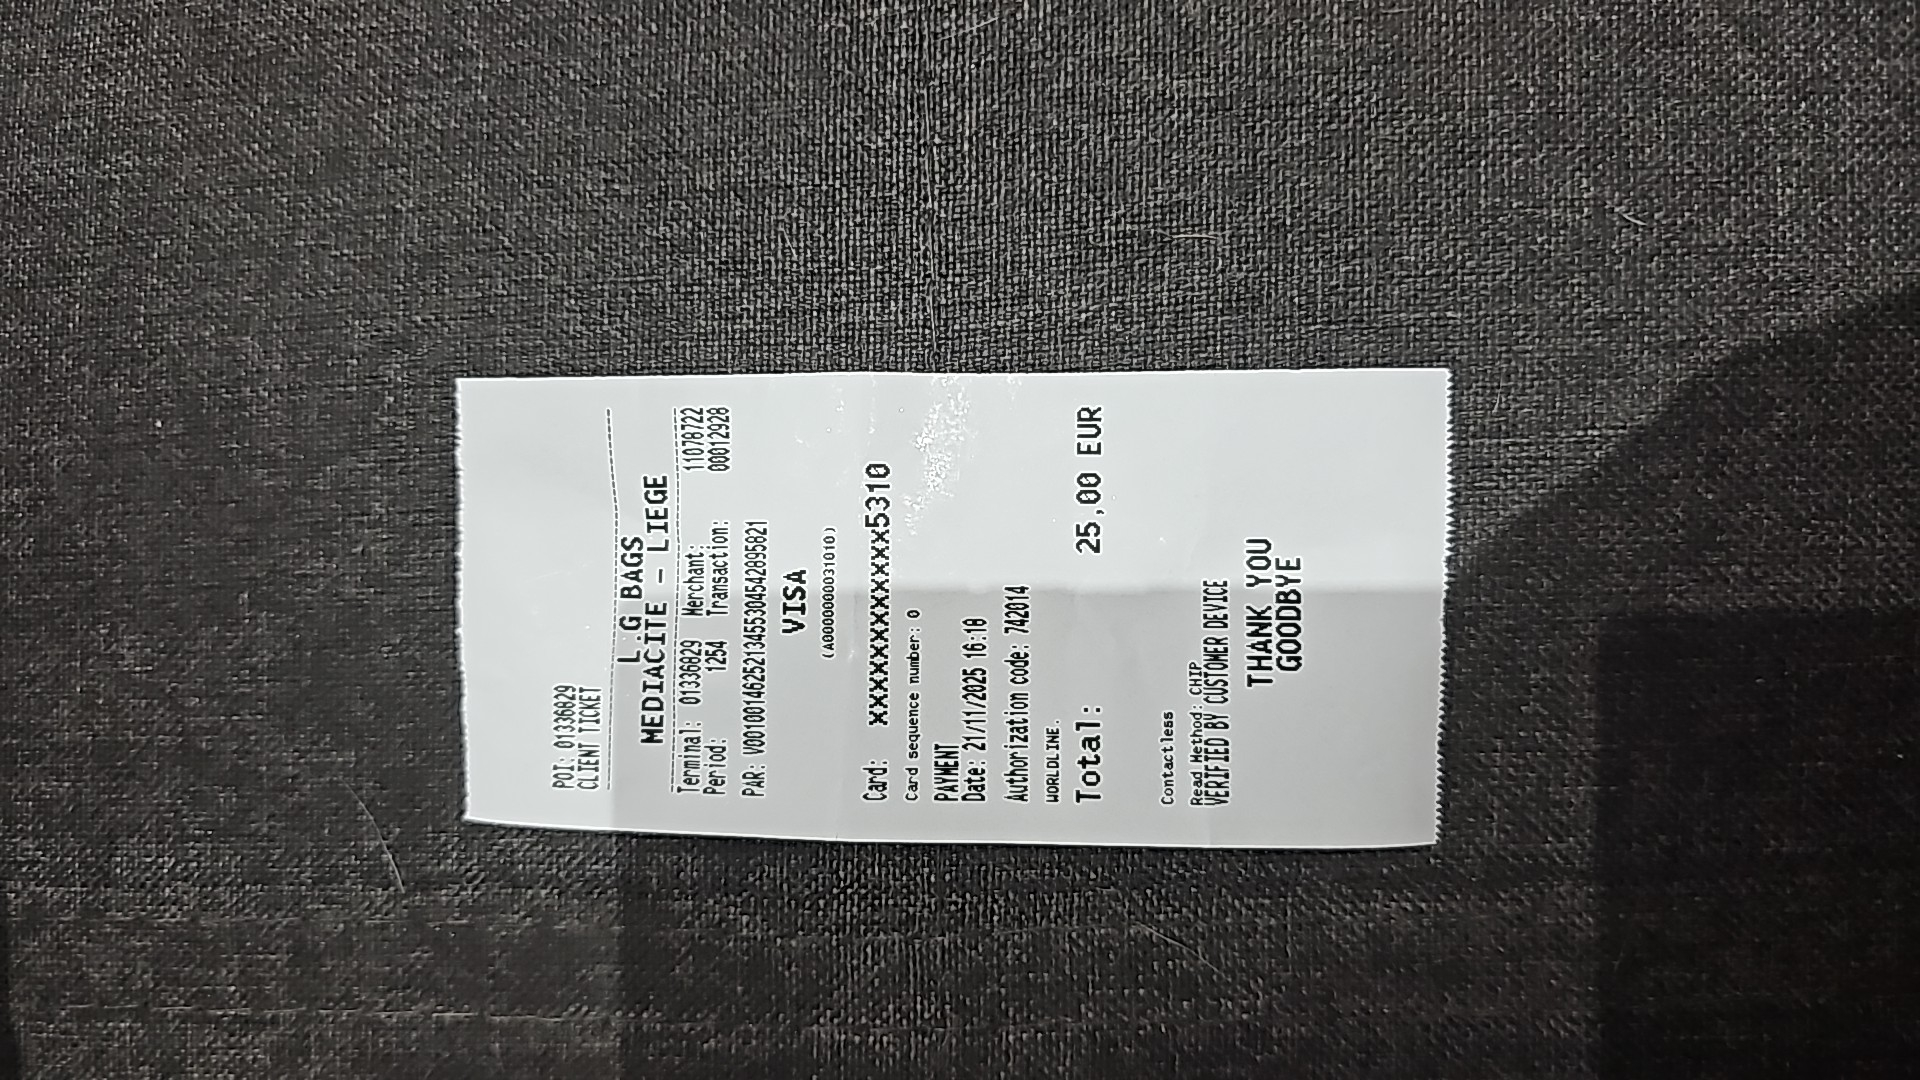 POI: 01336829
CLIENT TICKET
L.G BAGS
MEDIACITE - LIEGE
Terminal: 01336829 Merchant: 11078722
Period: 1254 Transaction: 00012928
PAR: V0010014625213455304542895821
VISA
(A0000000031010)
Card: xxxxxxxxxxxx5310
Card sequence number: 0
PAYMENT
Date: 21/11/2025 16:18
Authorization code: 742014
WORLDLINE.
Total: 25,00 EUR
Contactless
Read Method: CHIP
VERIFIED BY CUSTOMER DEVICE
THANK YOU
GOODBYE